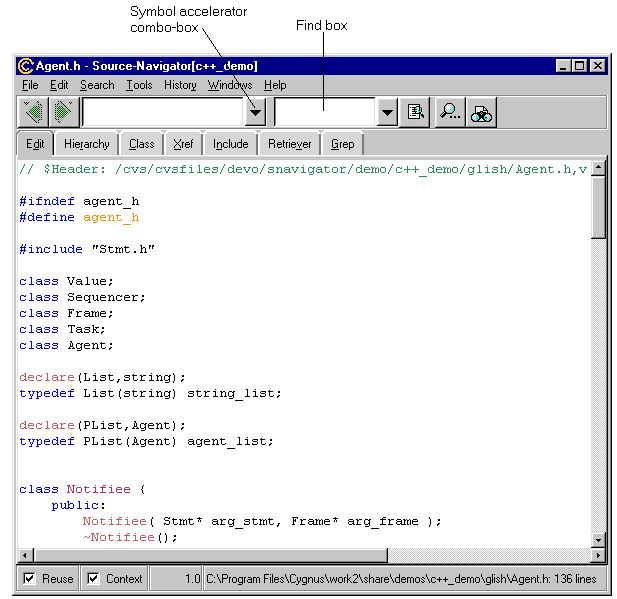 Symbol accelerator
combo-box
Find box
Agent.h - Source-Navigator[c++_demo]
File Edit Search Tools History Windows Help
Edit Hierarchy Class Xref Include Retriever Grep
// $Header: /cvs/cvsfiles/devo/snavigator/demo/c++_demo/glish/Agent.h,v
#ifndef agent_h
#define agent_h
#include "Stmt.h"
class Value;
class Sequencer;
class Frame;
class Task;
class Agent;
declare(List,string);
typedef List(string) string_list;
declare(PList,Agent);
typedef PList(Agent) agent_list;
class Notifiee {
public:
Notifiee( Stmt* arg_stmt, Frame* arg_frame );
~Notifiee();
Reuse Context 1.0 C:\Program Files\Cygnus\work2\share\demos\c++_demo\glish\Agent.h: 136 lines